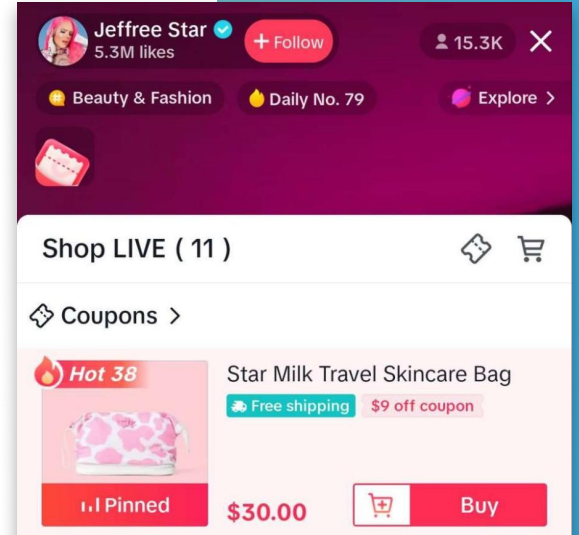 Jeffree Star
5.3M likes
+ Follow
15.3K
Beauty & Fashion
Daily No. 79
Explore >
Shop LIVE ( 11 )
Coupons >
Hot 38
Star Milk Travel Skincare Bag
Free shipping
$9 off coupon
Pinned
$30.00
Buy